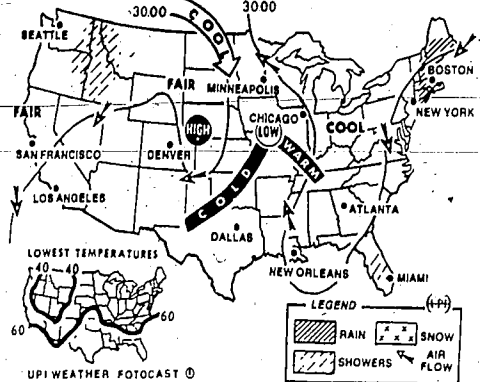 30.00
30.00
COOL
SEATTLE
FAIR
MINNEAPOLIS
BOSTON
FAIR
CHICAGO
NEW YORK
HIGH
LOW
COOL
SAN FRANCISCO
DENVER
WARM
COLD
LOS ANGELES
ATLANTA
DALLAS
LOWEST TEMPERATURES
NEW ORLEANS
MIAMI
40
40
60
60
LEGEND
(UPI)
RAIN
SNOW
SHOWERS
AIR
FLOW
UPI WEATHER FOTOCAST